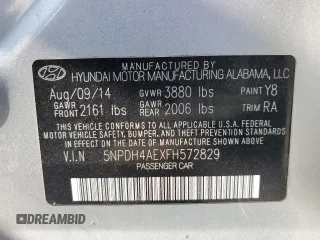 MANUFACTURED BY
HYUNDAI MOTOR MANUFACTURING ALABAMA, LLC
Aug/09/14 GVWR 3880 lbs PAINT Y8
GAWR FRONT 2161 lbs GAWR REAR 2006 lbs TRIM RA
THIS VEHICLE CONFORMS TO ALL APPLICABLE U.S. FEDERAL MOTOR VEHICLE
SAFETY, BUMPER, AND THEFT PREVENTION STANDARDS IN
EFFECT ON THE DATE OF MANUFACTURE SHOWN ABOVE.
V.I.N 5NPDH4AEXFH572829
PASSENGER CAR
DREAMBID
dreambid.com